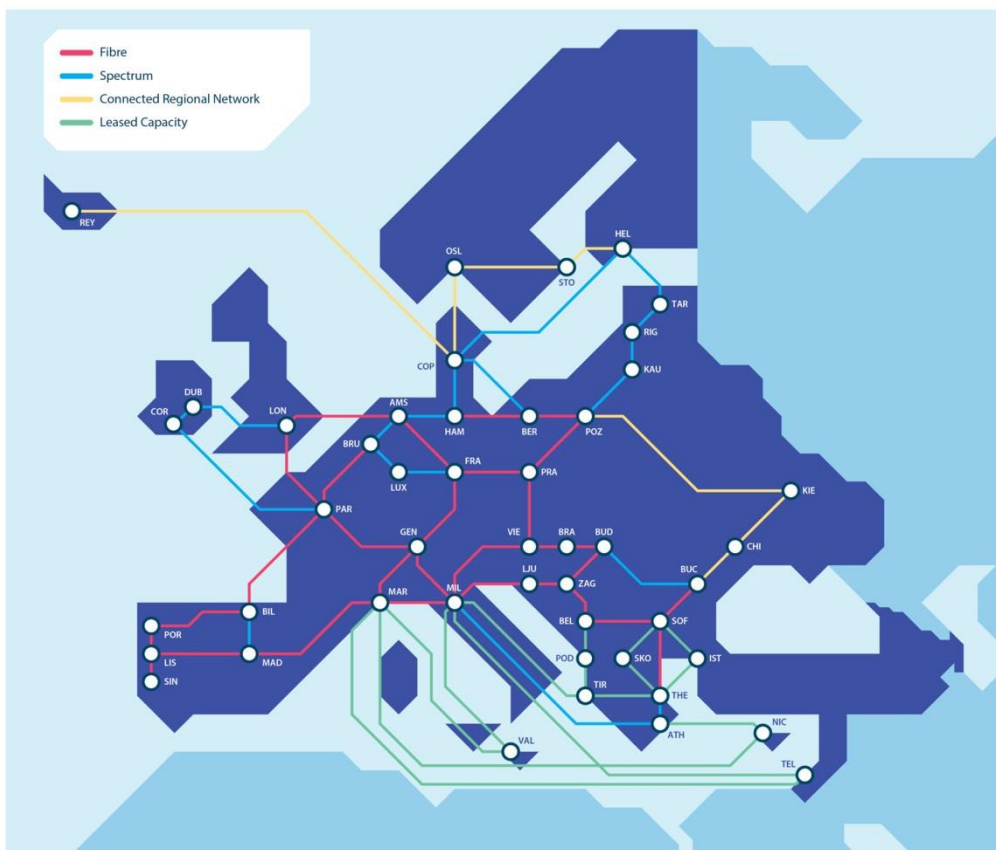 Fibre
Spectrum
Connected Regional Network
Leased Capacity
REY
HEL
OSL
STO
TAR
RIG
COP
KAU
DUB
COR
LON
AMS
HAM
BER
POZ
BRU
FRA
PRA
LUX
KIE
PAR
GEN
VIE
BRA
BUD
CHI
LJU
BUC
MAR
MIL
ZAG
BIL
POR
BEL
SOF
LIS
MAD
POD
SKO
IST
SIN
TIR
THE
NIC
ATH
VAL
TEL